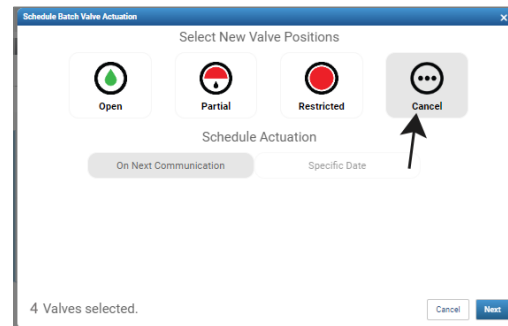 Schedule Batch Valve Actuation
Select New Valve Positions
Open Partial Restricted Cancel
Schedule Actuation
On Next Communication Specific Date
4 Valves selected.
Cancel Next